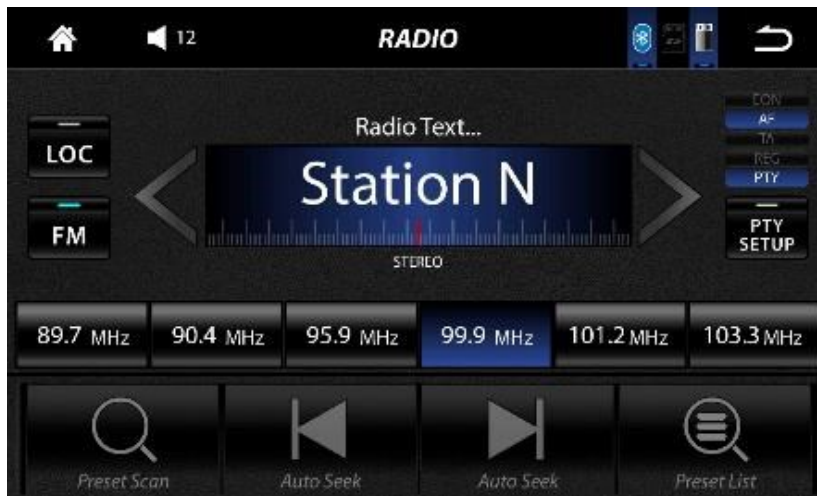 12 RADIO
Radio Text...
EON
AF
TA
REG
PTY
LOC
Station N
FM
PTY
SETUP
STEREO
89.7 MHz 90.4 MHz 95.9 MHz 99.9 MHz 101.2 MHz 103.3 MHz
Preset Scan Auto Seek Auto Seek Preset List